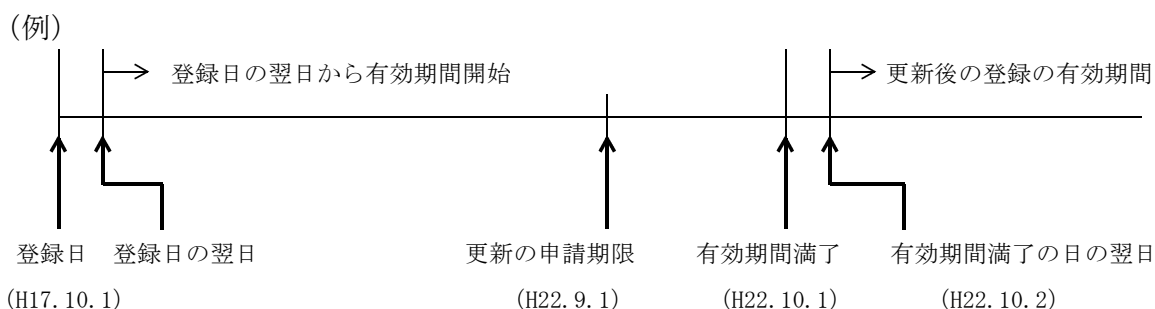 (例)
登録日の翌日から有効期間開始
更新後の登録の有効期間
登録日 登録日の翌日 更新の申請期限 有効期間満了 有効期間満了の日の翌日
(H17.10.1) (H22.9.1) (H22.10.1) (H22.10.2)